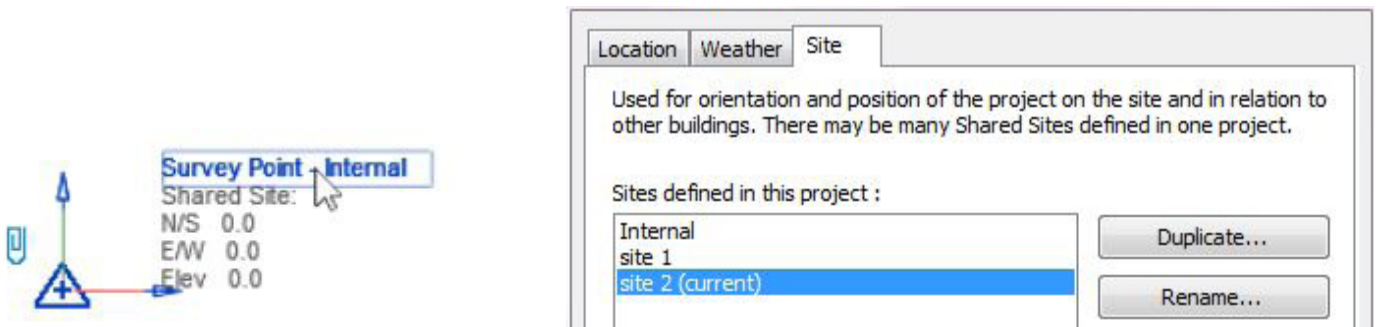 Survey Point - Internal
Shared Site:
N/S 0.0
E/W 0.0
Elev 0.0
Location Weather Site
Used for orientation and position of the project on the site and in relation to
other buildings. There may be many Shared Sites defined in one project.
Sites defined in this project :
Internal
site 1
site 2 (current)
Duplicate...
Rename...